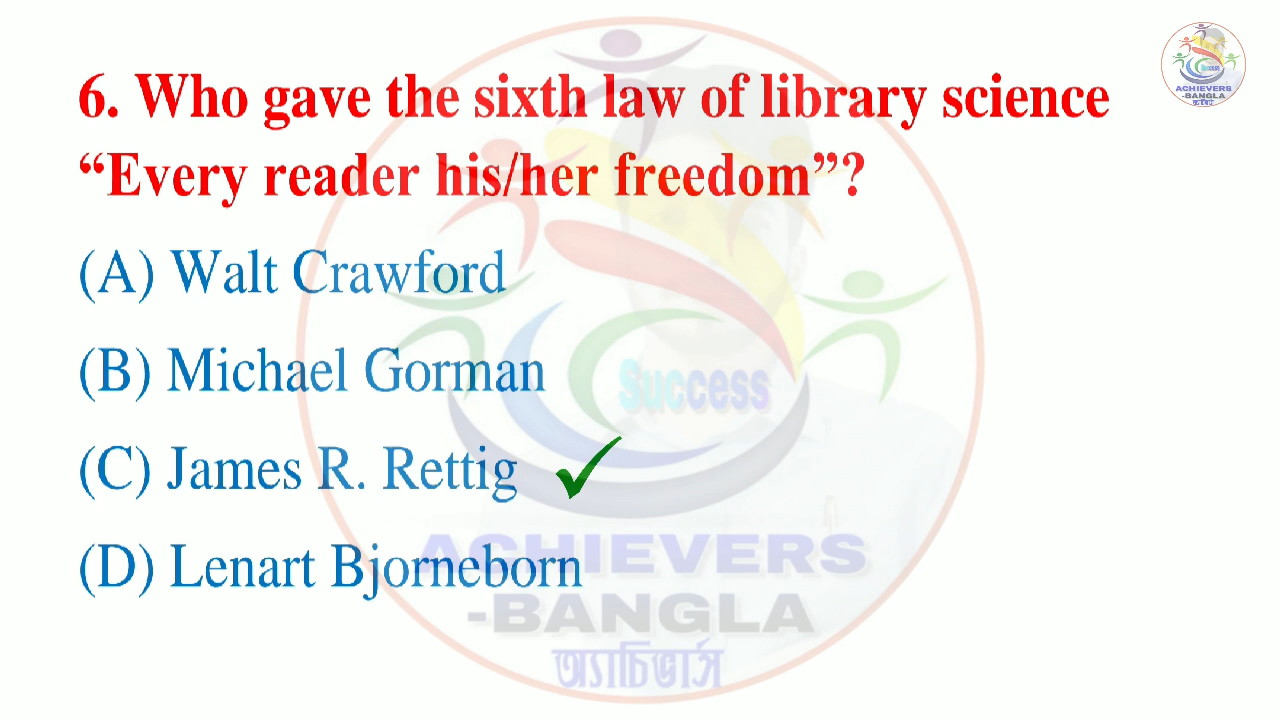 6. Who gave the sixth law of library science
“Every reader his/her freedom”?
(A) Walt Crawford
(B) Michael Gorman
(C) James R. Rettig
(D) Lenart Bjorneborn
Success
ACHIEVERS
-BANGLA
অ্যাচিভার্স
Success
ACHIEVERS
-BANGLA